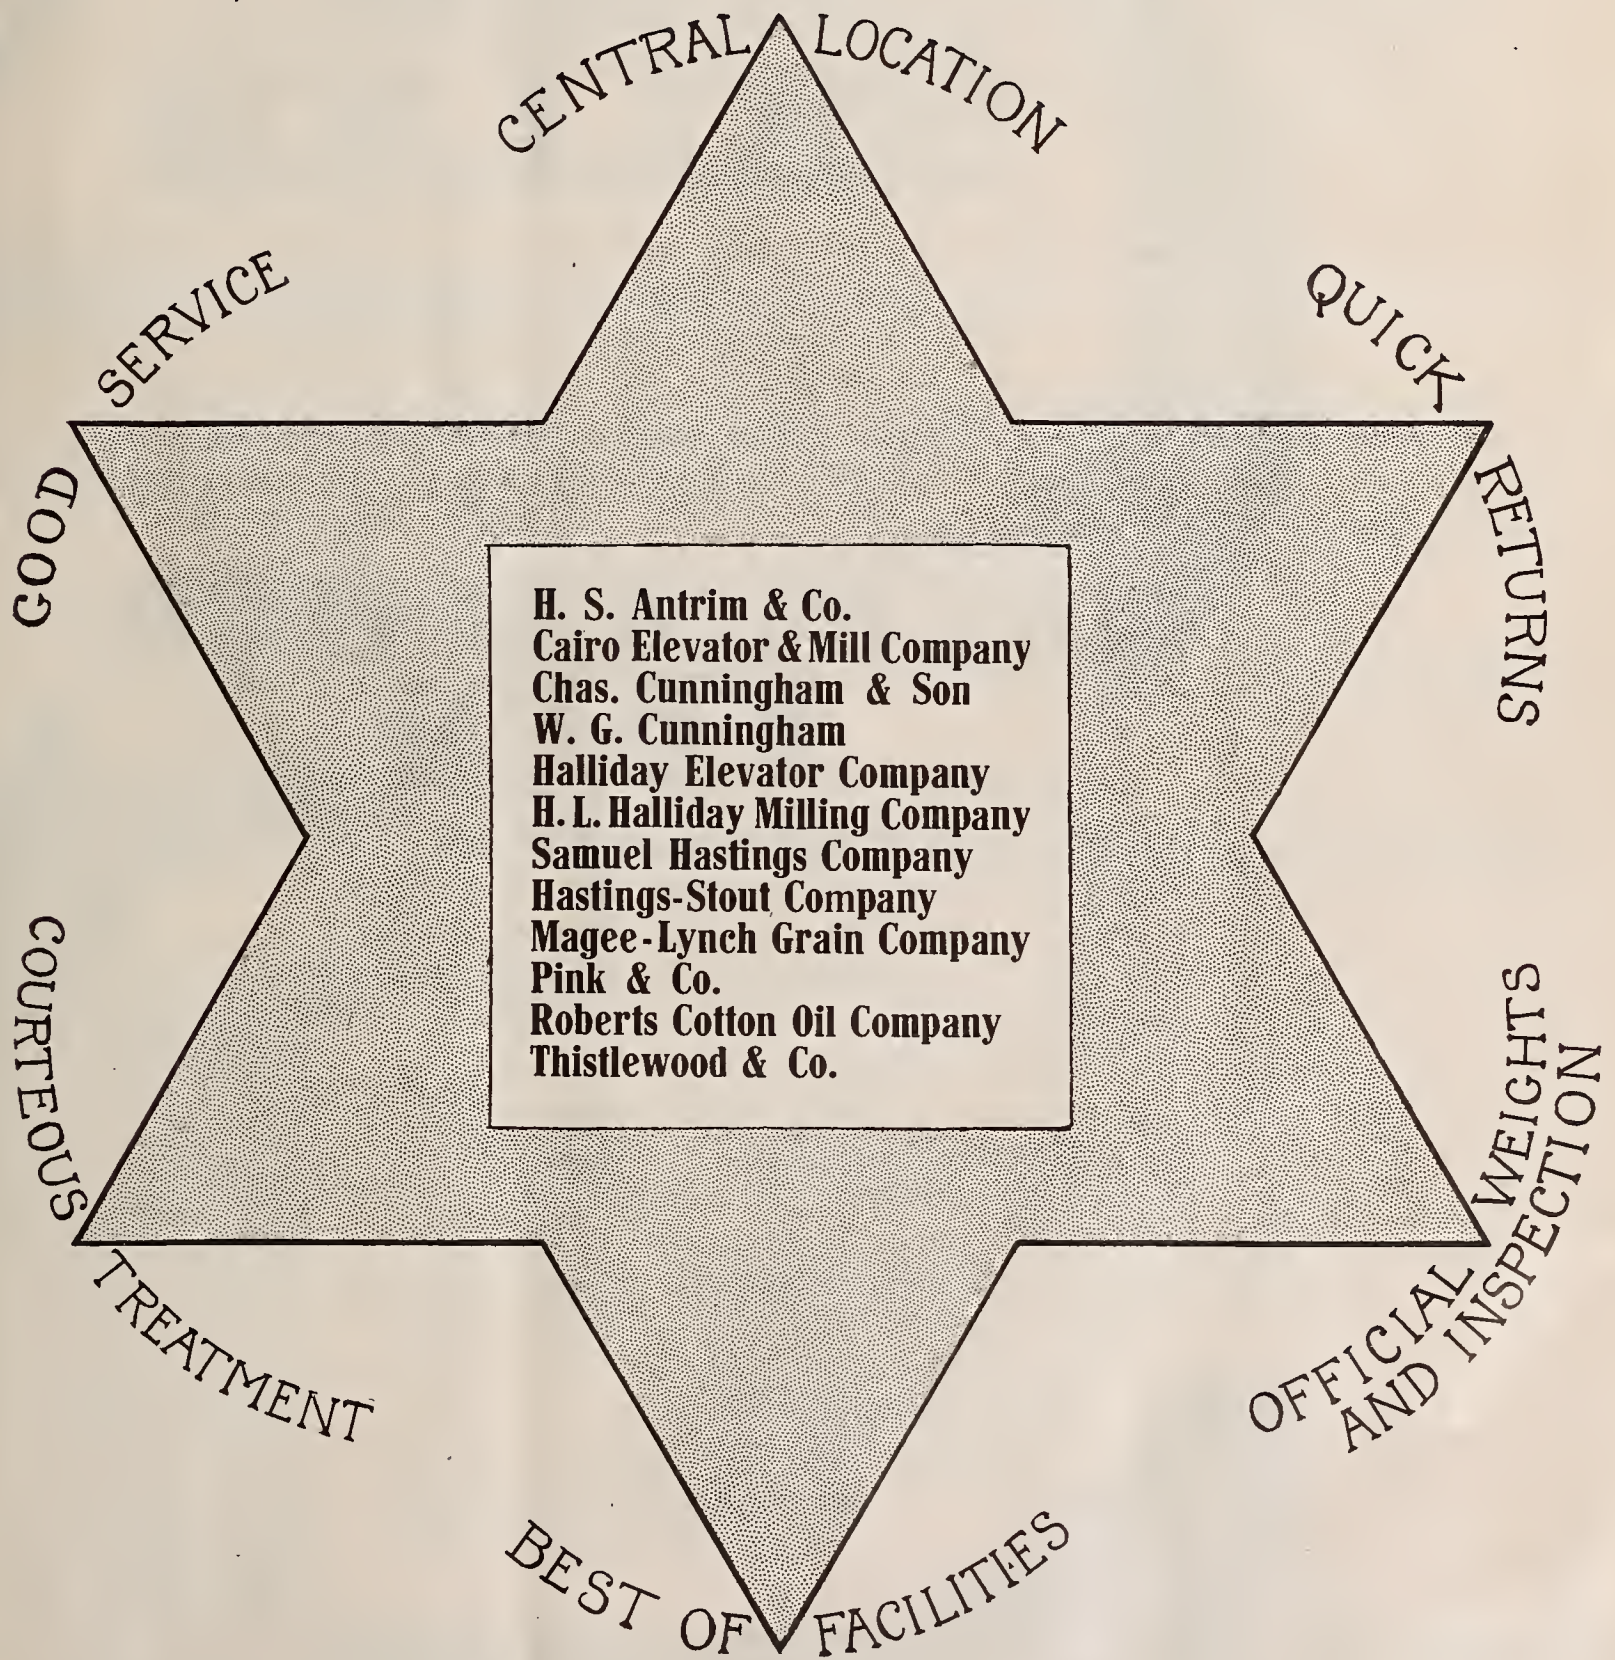 CENTRAL LOCATION
GOOD SERVICE
QUICK RETURNS
H. S. Antrim & Co.
Cairo Elevator & Mill Company
Chas. Cunningham & Son
W. G. Cunningham
Halliday Elevator Company
H. L. Halliday Milling Company
Samuel Hastings Company
Hastings-Stout Company
Magee-Lynch Grain Company
Pink & Co.
Roberts Cotton Oil Company
Thistlewood & Co.
COURTEOUS TREATMENT
OFFICIAL WEIGHTS
AND INSPECTION
BEST OF FACILITIES